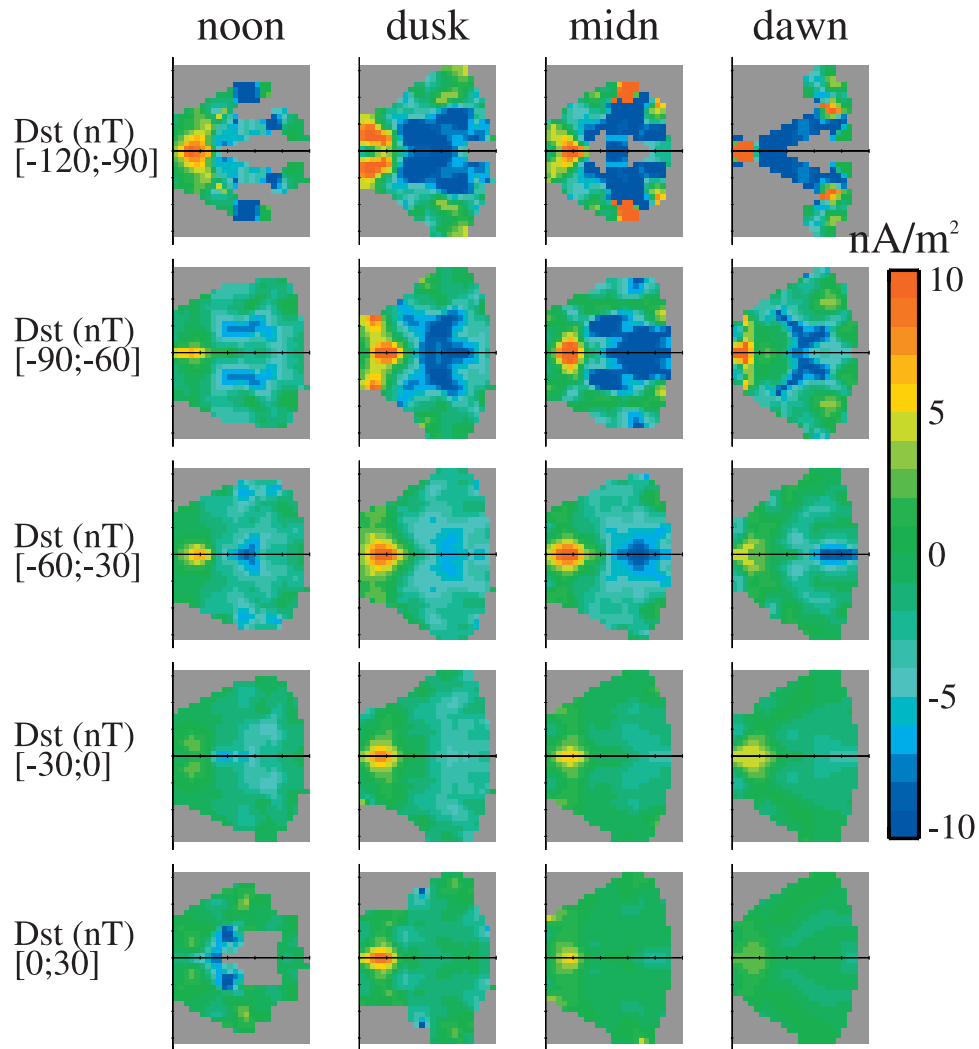 noon dusk midn dawn
Dst (nT)
[-120;-90]
nA/m²
10
Dst (nT)
[-90;-60]
5
Dst (nT)
[-60;-30]
0
-5
Dst (nT)
[-30;0]
-10
Dst (nT)
[0;30]